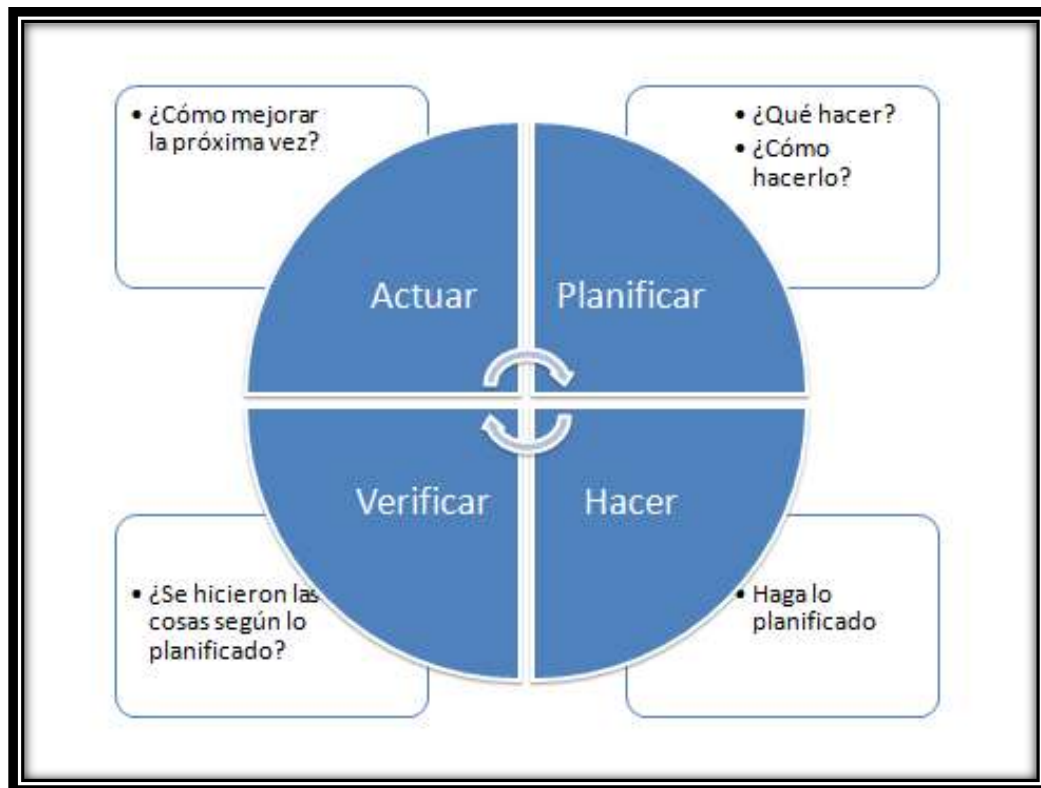 • ¿Cómo mejorar
la próxima vez?
• ¿Qué hacer?
• ¿Cómo
hacerlo?
Actuar
Planificar
Verificar
Hacer
• ¿Se hicieron las
cosas según lo
planificado?
• Haga lo
planificado